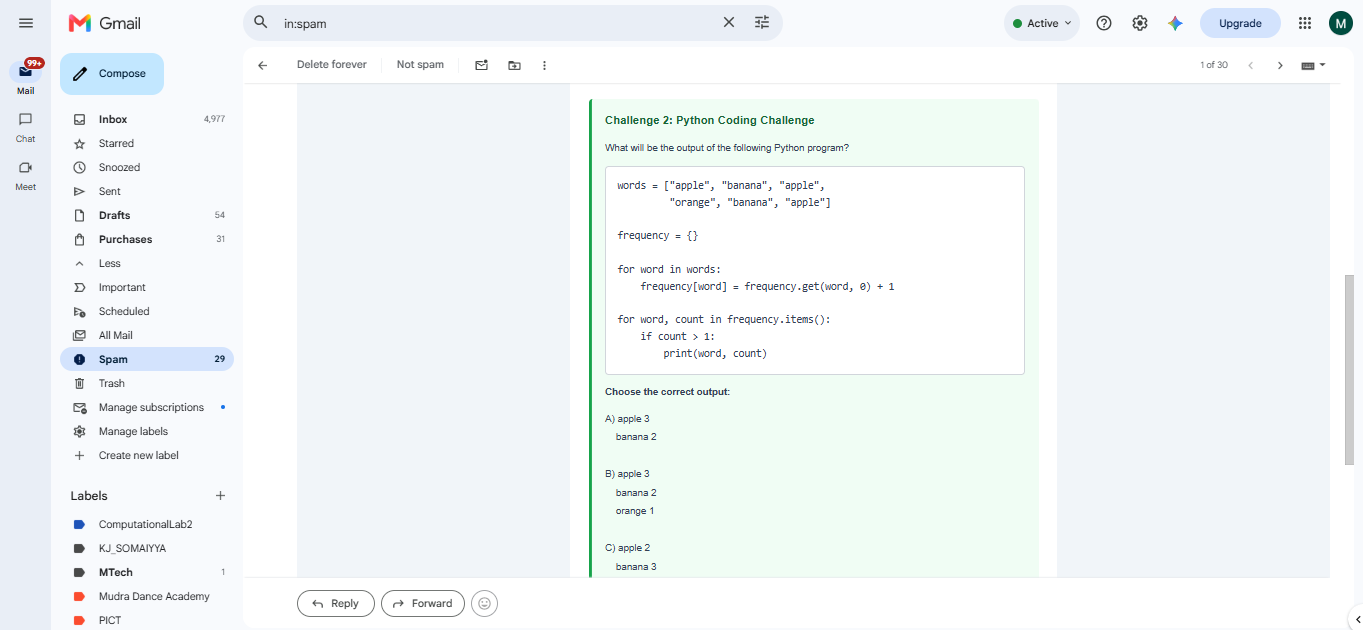 Gmail
in:spam
Active
Upgrade
M
99+
Mail
Chat
Meet
Compose
Inbox 4,977
Starred
Snoozed
Sent
Drafts 54
Purchases 31
Less
Important
Scheduled
All Mail
Spam 29
Trash
Manage subscriptions
Manage labels
Create new label
Labels
ComputationalLab2
KJ_SOMAIYYA
MTech 1
Mudra Dance Academy
PICT
Delete forever Not spam 1 of 30
Challenge 2: Python Coding Challenge
What will be the output of the following Python program?
words = ["apple", "banana", "apple",
"orange", "banana", "apple"]
frequency = {}
for word in words:
frequency[word] = frequency.get(word, 0) + 1
for word, count in frequency.items():
if count > 1:
print(word, count)
Choose the correct output:
A) apple 3
banana 2
B) apple 3
banana 2
orange 1
C) apple 2
banana 3
Reply Forward